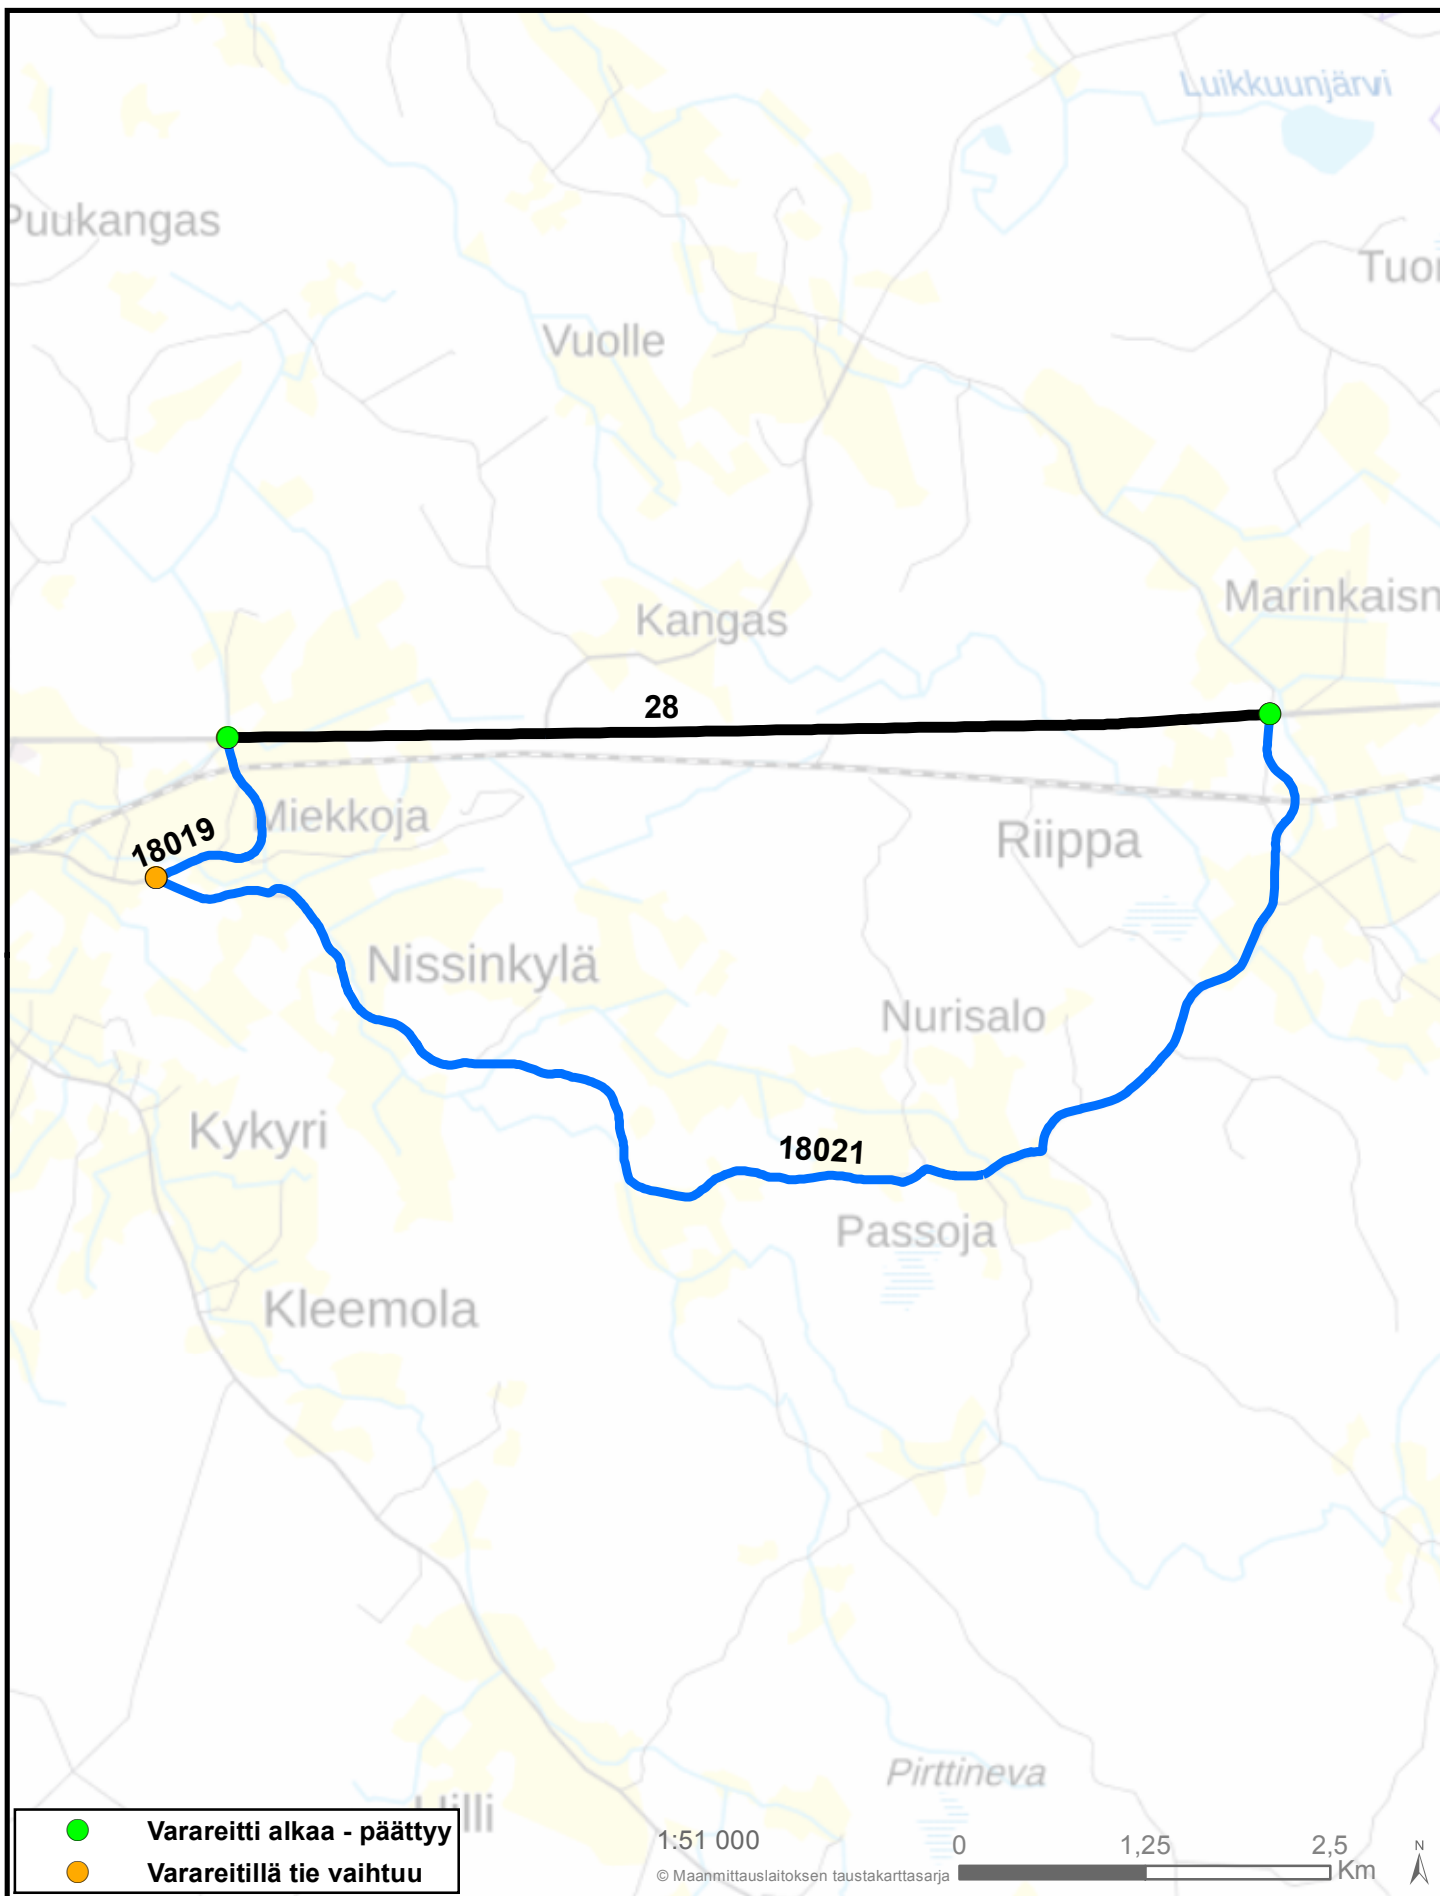 Luikkuunjärvi
Puukangas
Tuoi
Vuolle
Marinkaisn
Kangas
28
Miekkoja
18019
Riippa
Nissinkylä
Nurisalo
Kykyri
18021
Passoja
Kleemola
Pirttineva
Varareitti alkaa - päättyy
Varareitillä tie vaihtuu
1:51 000
© Maanmittauslaitoksen taustakarttasarja
0 1,25 2,5
Km
N